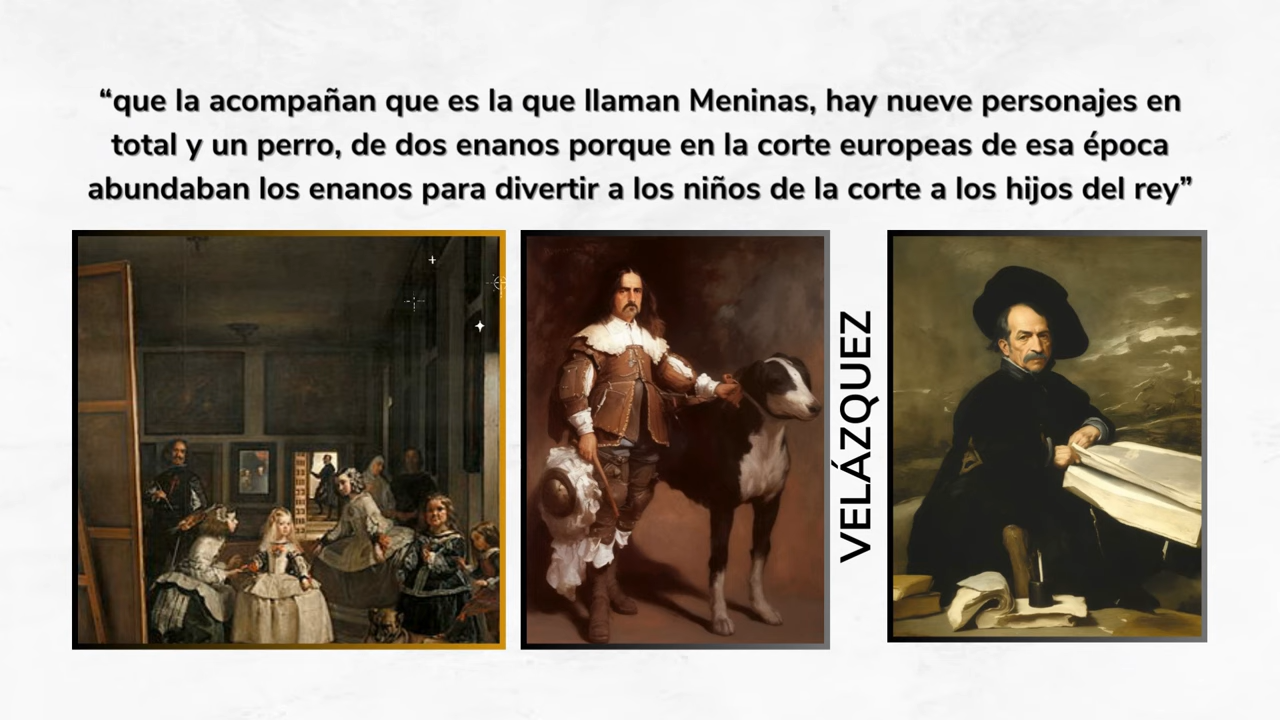 “que la acompañan que es la que llaman Meninas, hay nueve personajes en
total y un perro, de dos enanos porque en la corte europeas de esa época
abundaban los enanos para divertir a los niños de la corte a los hijos del rey”
VELÁZQUEZ